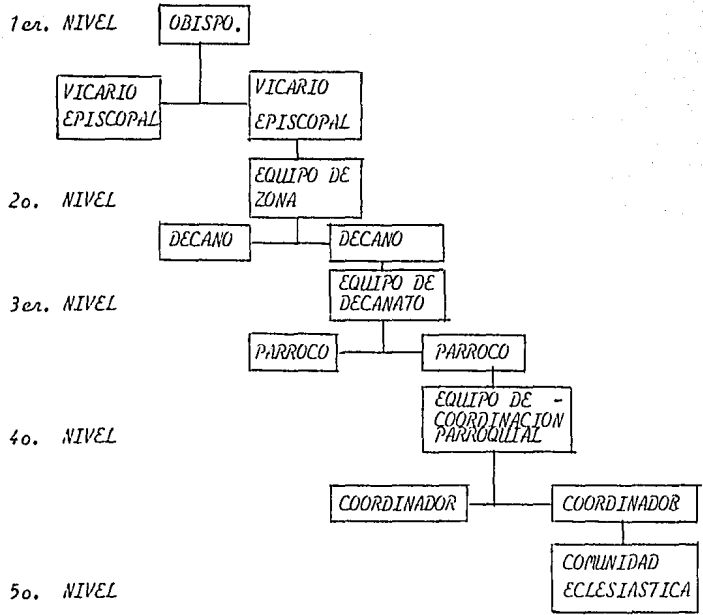 1er. NIVEL OBISPO.
VICARIO VICARIO
EPISCOPAL EPISCOPAL
EQUIPO DE
2o. NIVEL ZONA
DECANO DECANO
EQUIPO DE
3er. NIVEL DECANATO
PARROCO PARROCO
EQUIPO DE -
COORDINACION
4o. NIVEL PARROQUIAL
COORDINADOR COORDINADOR
COMUNIDAD
ECLESIASTICA
5o. NIVEL